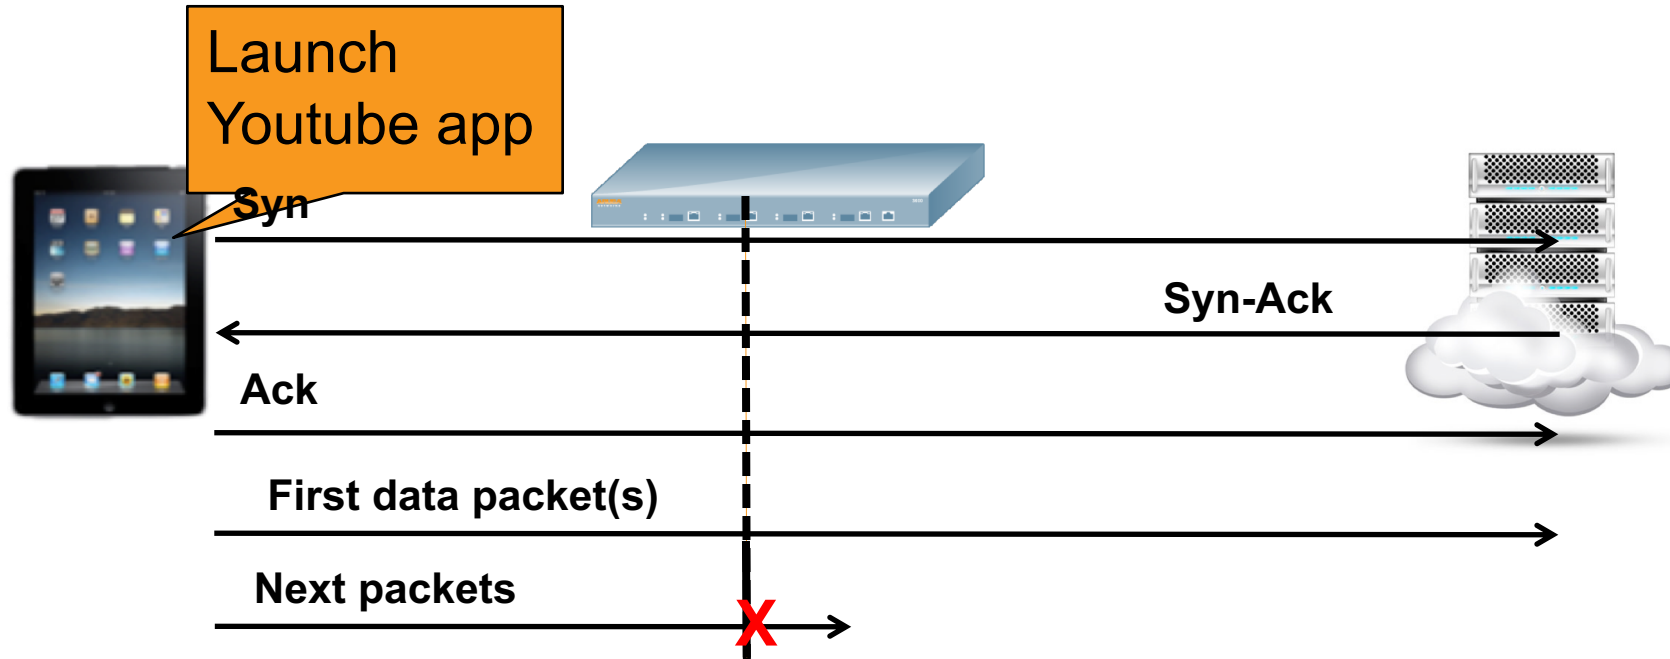 Launch
Youtube app
Syn
Syn-Ack
Ack
First data packet(s)
Next packets
X